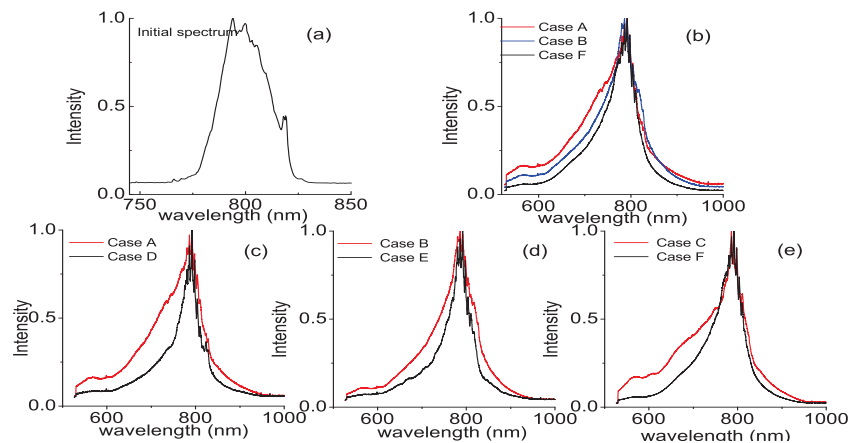 1.0
0.5
0.0
Intensity
Initial spectrum
(a)
750
800
850
wavelength (nm)
1.0
0.5
0.0
Intensity
Case A
Case B
Case F
(b)
600
800
1000
wavelength (nm)
1.0
0.5
0.0
Intensity
Case A
Case D
(c)
600
800
1000
wavelength (nm)
1.0
0.5
0.0
Intensity
Case B
Case E
(d)
600
800
1000
wavelength (nm)
1.0
0.5
0.0
Intensity
Case C
Case F
(e)
600
800
1000
wavelength (nm)